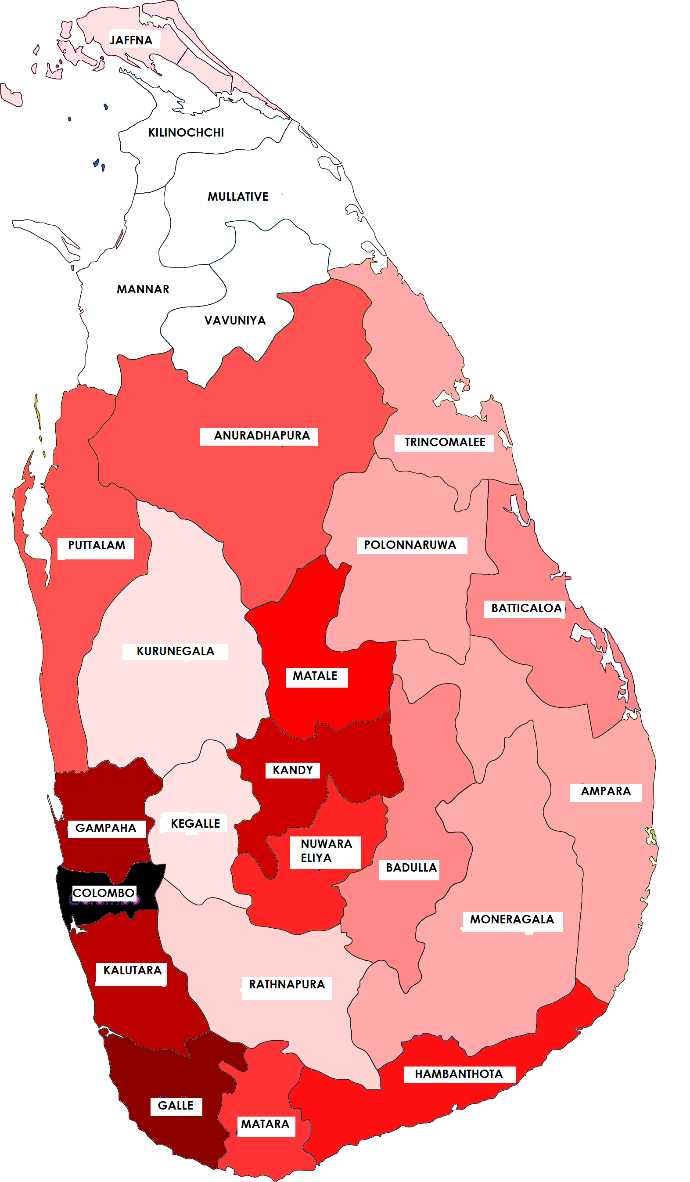 JAFFNA
KILINOCHCHI
MULLATIVE
MANNAR
VAVUNIYA
ANURADHAPURA
TRINCOMALEE
PUTTALAM
POLONNARUWA
BATTICALOA
KURUNEGALA
MATALE
KANDY
AMPARA
GAMPAHA
KEGALLE
NUWARA
ELIYA
BADULLA
COLOMBO
MONERAGALA
KALUTARA
RATHNAPURA
HAMBANTHOTA
GALLE
MATARA